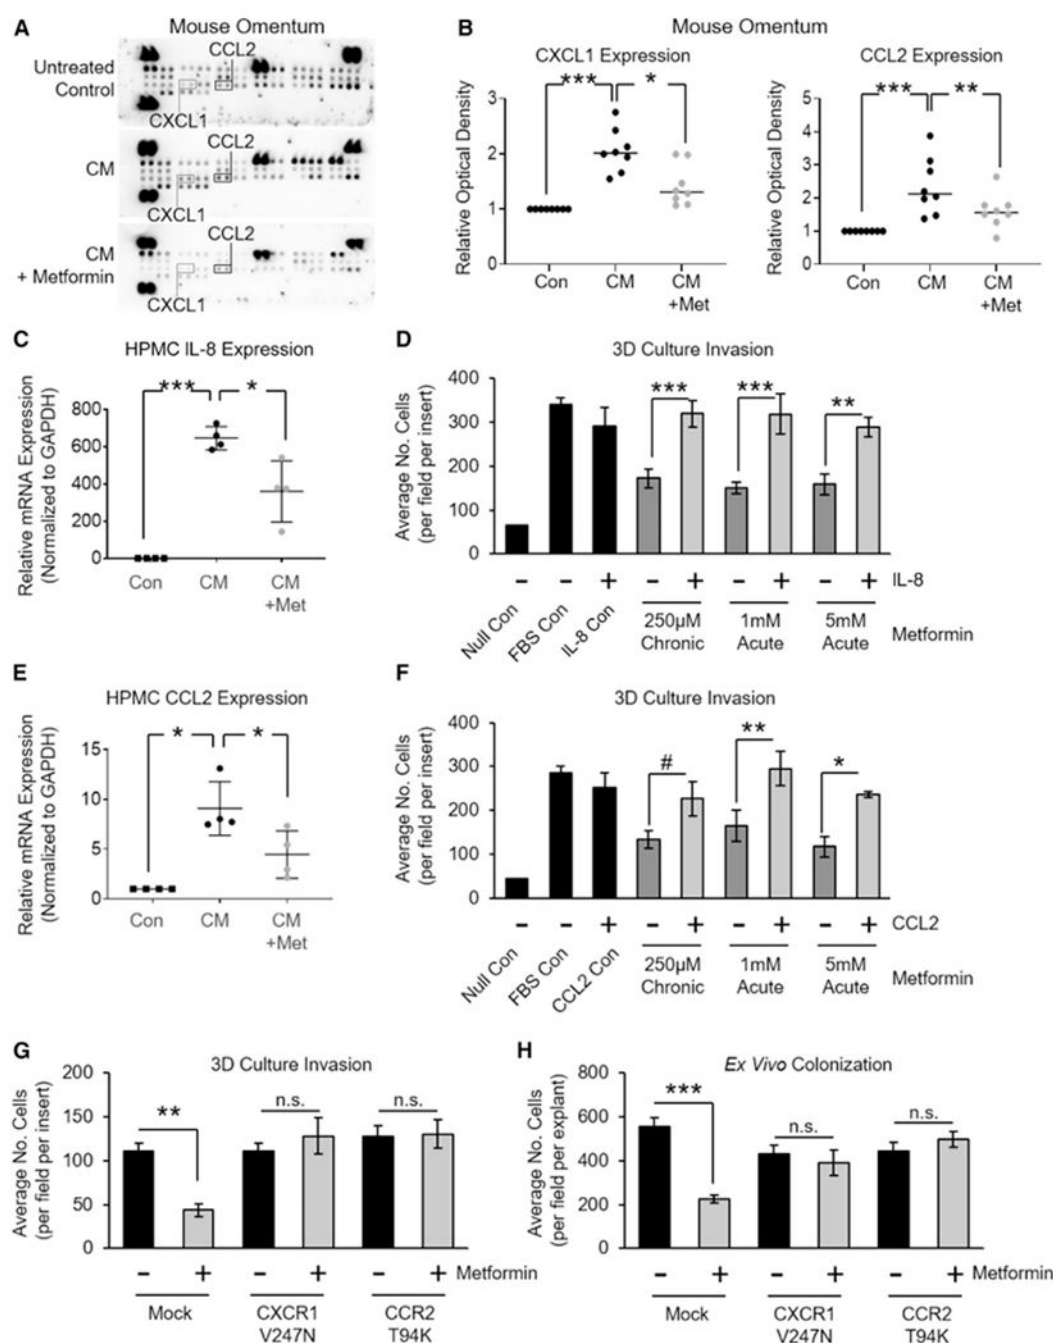 A
Mouse Omentum
CCL2
Untreated
Control
CXCL1
CCL2
CM
CXCL1
CCL2
CM
+ Metformin
CXCL1
B
Mouse Omentum
CXCL1 Expression
*** *
Relative Optical Density
3
2
1
0
Con CM CM
+Met
CCL2 Expression
*** **
Relative Optical Density
5
4
3
2
1
0
Con CM CM
+Met
C
HPMC IL-8 Expression
*** *
Relative mRNA Expression
(Normalized to GAPDH)
800
600
400
200
0
Con CM CM
+Met
D
3D Culture Invasion
*** *** **
Average No. Cells
(per field per insert)
400
300
200
100
0
– – + – + – + – + IL-8
Null Con FBS Con IL-8 Con 250µM 1mM 5mM Metformin
Chronic Acute Acute
E
HPMC CCL2 Expression
* *
Relative mRNA Expression
(Normalized to GAPDH)
15
10
5
0
Con CM CM
+Met
F
3D Culture Invasion
# ** *
Average No. Cells
(per field per insert)
400
300
200
100
0
– – + – + – + – + CCL2
Null Con FBS Con CCL2 Con 250µM 1mM 5mM Metformin
Chronic Acute Acute
G
3D Culture Invasion
** n.s. n.s.
Average No. Cells
(per field per insert)
200
150
100
50
0
– + – + – + Metformin
Mock CXCR1 CCR2
V247N T94K
H
Ex Vivo Colonization
*** n.s. n.s.
Average No. Cells
(per field per explant)
800
600
400
200
0
– + – + – + Metformin
Mock CXCR1 CCR2
V247N T94K